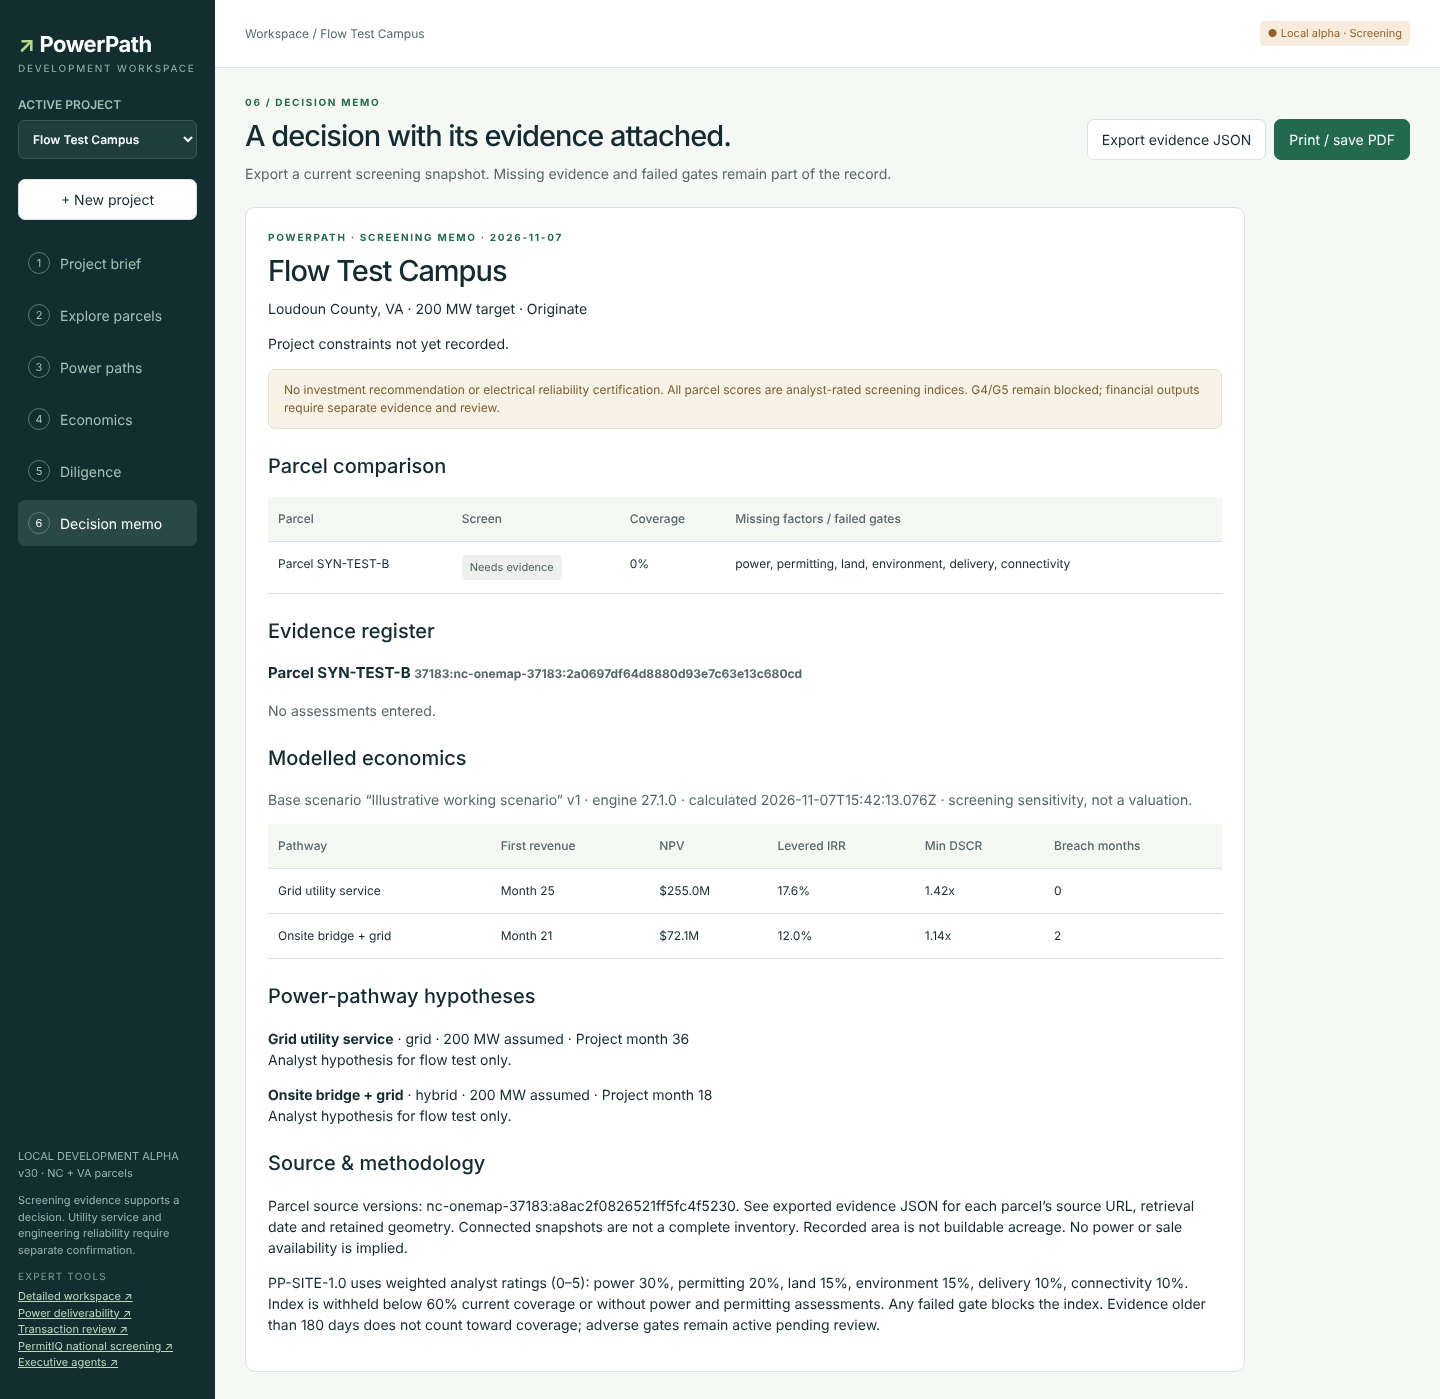 PowerPath
DEVELOPMENT WORKSPACE
ACTIVE PROJECT
Flow Test Campus
+ New project
1 Project brief
2 Explore parcels
3 Power paths
4 Economics
5 Diligence
6 Decision memo
LOCAL DEVELOPMENT ALPHA
v30 · NC + VA parcels
Screening evidence supports a
decision. Utility service and
engineering reliability require
separate confirmation.
EXPERT TOOLS
Detailed workspace ↗
Power deliverability ↗
Transaction review ↗
PermitIQ national screening ↗
Executive agents ↗
Workspace / Flow Test Campus
● Local alpha · Screening
06 / DECISION MEMO
A decision with its evidence attached.
Export a current screening snapshot. Missing evidence and failed gates remain part of the record.
Export evidence JSON
Print / save PDF
POWERPATH · SCREENING MEMO · 2026-11-07
Flow Test Campus
Loudoun County, VA · 200 MW target · Originate
Project constraints not yet recorded.
No investment recommendation or electrical reliability certification. All parcel scores are analyst-rated screening indices. G4/G5 remain blocked; financial outputs
require separate evidence and review.
Parcel comparison
Parcel Screen Coverage Missing factors / failed gates
Parcel SYN-TEST-B Needs evidence 0% power, permitting, land, environment, delivery, connectivity
Evidence register
Parcel SYN-TEST-B 37183:nc-onemap-37183:2a0697df64d8880d93e7c63e13c680cd
No assessments entered.
Modelled economics
Base scenario “Illustrative working scenario” v1 · engine 27.1.0 · calculated 2026-11-07T15:42:13.076Z · screening sensitivity, not a valuation.
Pathway First revenue NPV Levered IRR Min DSCR Breach months
Grid utility service Month 25 $255.0M 17.6% 1.42x 0
Onsite bridge + grid Month 21 $72.1M 12.0% 1.14x 2
Power-pathway hypotheses
Grid utility service · grid · 200 MW assumed · Project month 36
Analyst hypothesis for flow test only.
Onsite bridge + grid · hybrid · 200 MW assumed · Project month 18
Analyst hypothesis for flow test only.
Source & methodology
Parcel source versions: nc-onemap-37183:a8ac2f0826521ff5fc4f5230. See exported evidence JSON for each parcel’s source URL, retrieval
date and retained geometry. Connected snapshots are not a complete inventory. Recorded area is not buildable acreage. No power or sale
availability is implied.
PP-SITE-1.0 uses weighted analyst ratings (0–5): power 30%, permitting 20%, land 15%, environment 15%, delivery 10%, connectivity 10%.
Index is withheld below 60% current coverage or without power and permitting assessments. Any failed gate blocks the index. Evidence older
than 180 days does not count toward coverage; adverse gates remain active pending review.